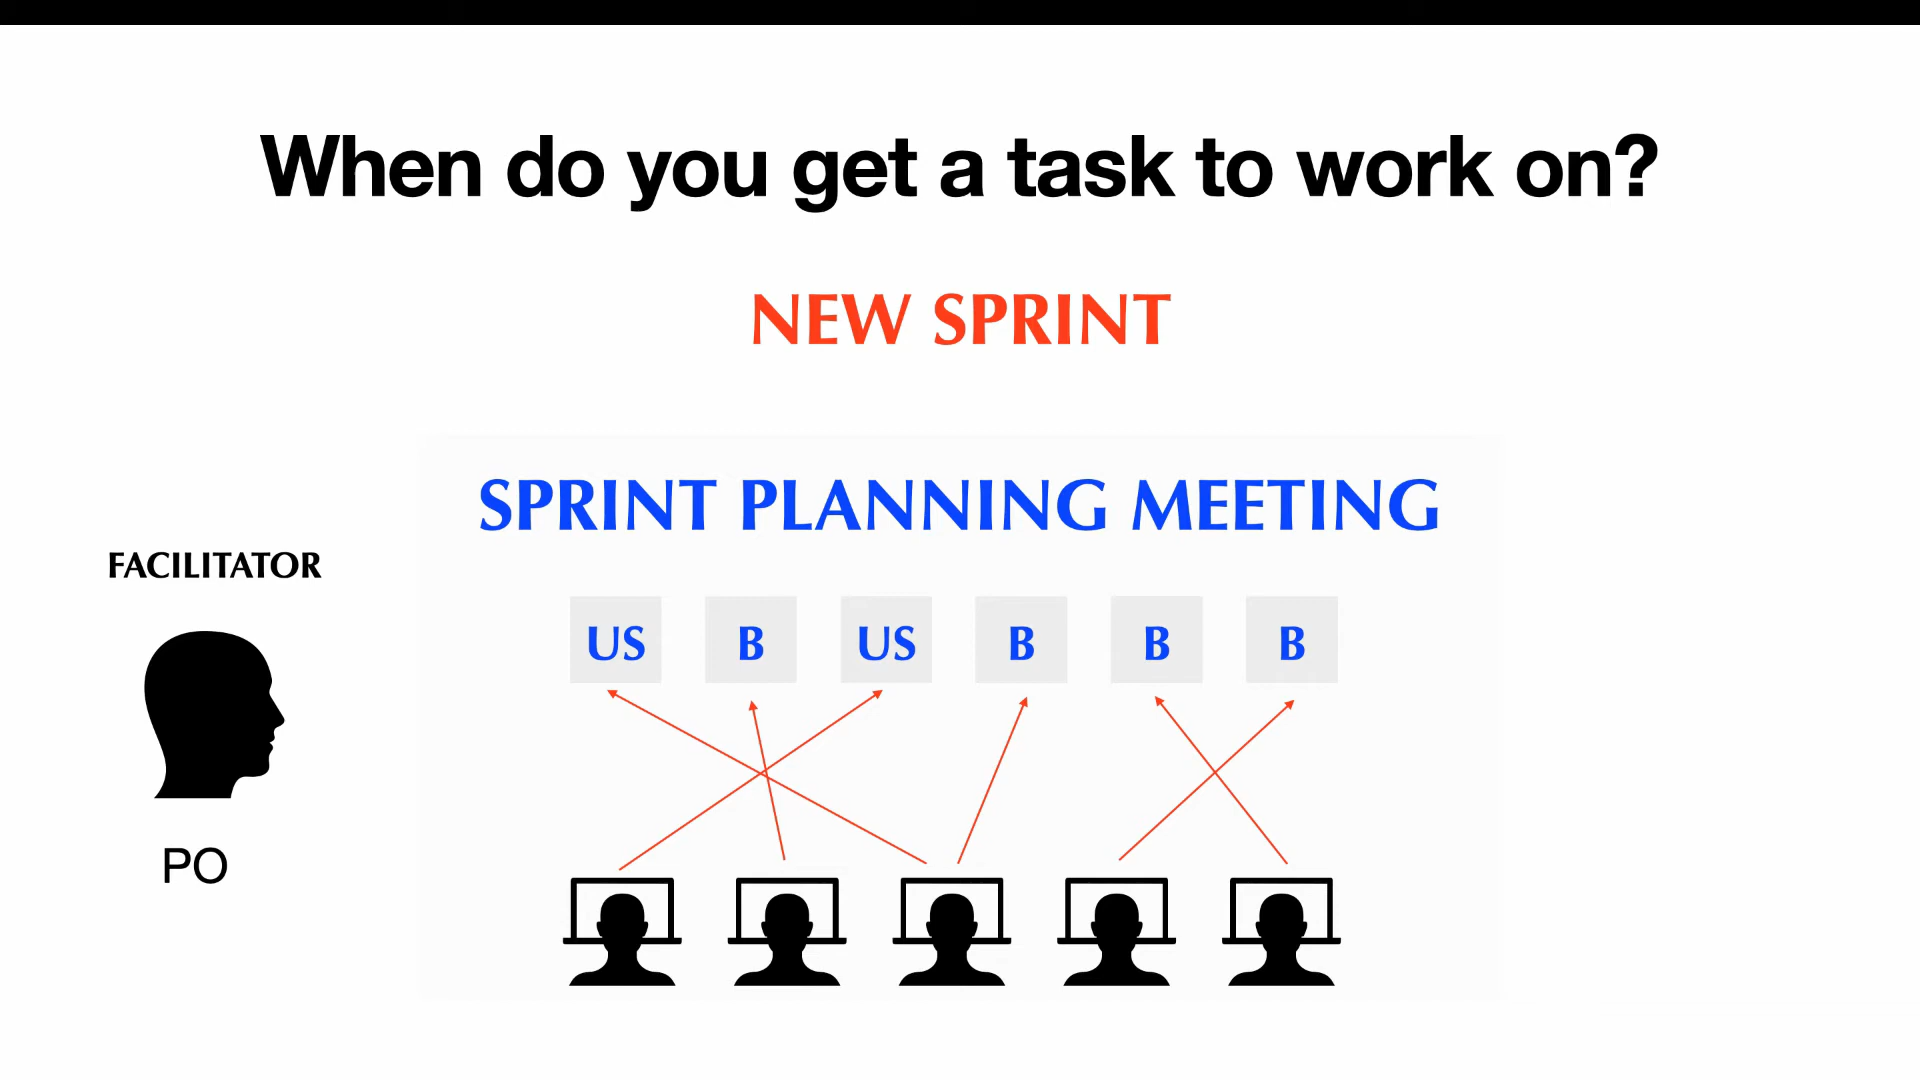 When do you get a task to work on?
NEW SPRINT
SPRINT PLANNING MEETING
FACILITATOR
US B US B B B
PO